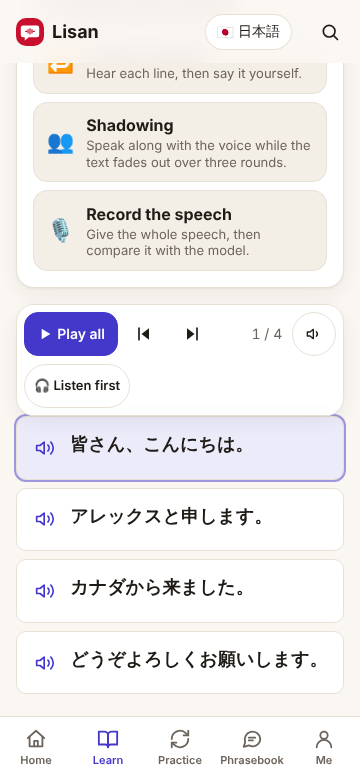 Lisan
日本語
Hear each line, then say it yourself.
Shadowing
Speak along with the voice while the
text fades out over three rounds.
Record the speech
Give the whole speech, then
compare it with the model.
Play all
1 / 4
Listen first
皆さん、こんにちは。
アレックスと申します。
カナダから来ました。
どうぞよろしくお願いします。
Home
Learn
Practice
Phrasebook
Me